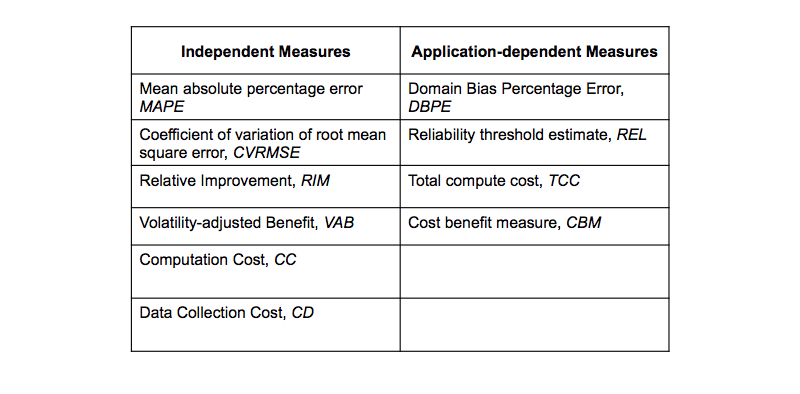 Independent Measures
Application-dependent Measures
Mean absolute percentage error
MAPE
Domain Bias Percentage Error,
DBPE
Coefficient of variation of root mean
square error, CVRMSE
Reliability threshold estimate, REL
Relative Improvement, RIM
Total compute cost, TCC
Volatility-adjusted Benefit, VAB
Cost benefit measure, CBM
Computation Cost, CC
Data Collection Cost, CD